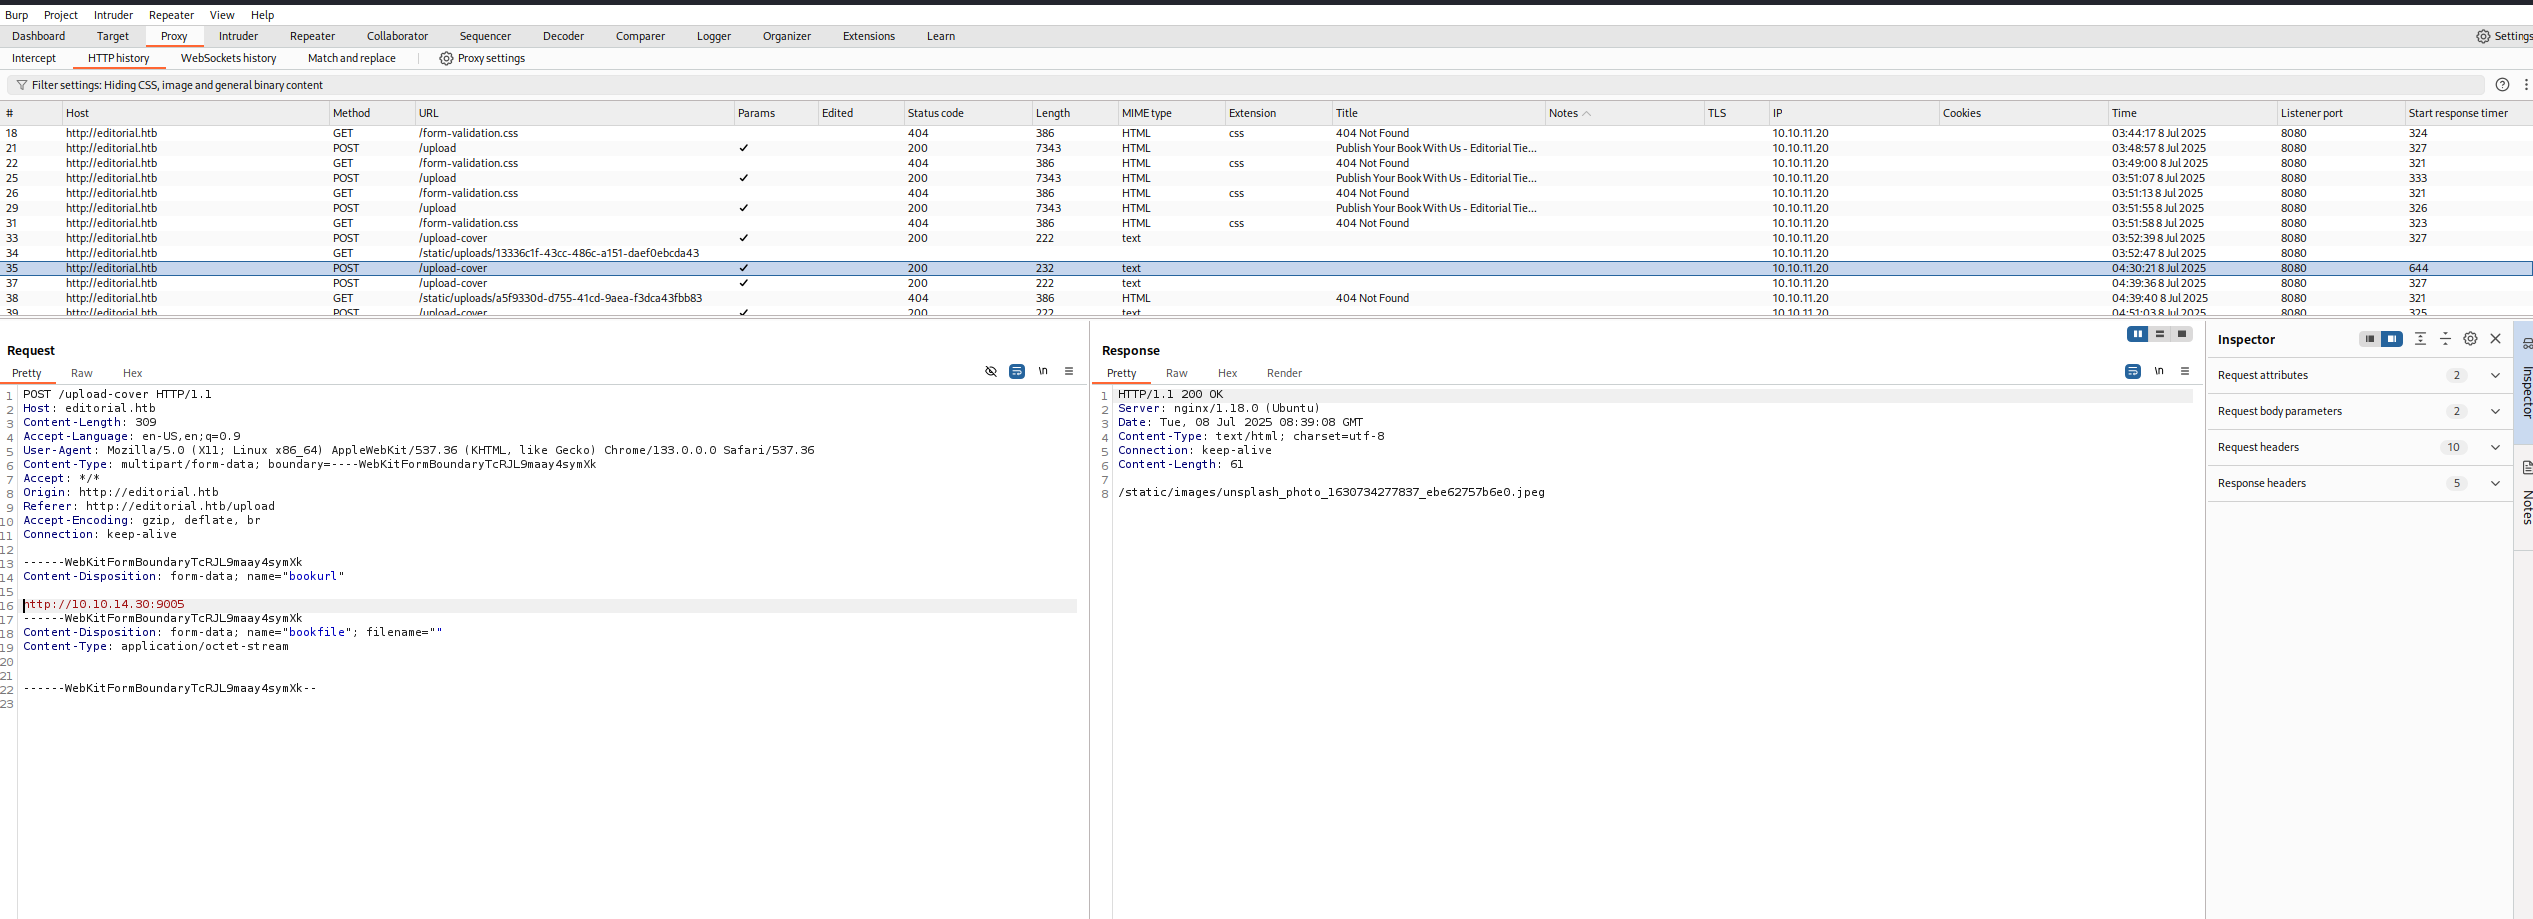 Burp Project Intruder Repeater View Help
Dashboard Target Proxy Intruder Repeater Collaborator Sequencer Decoder Comparer Logger Organizer Extensions Learn Settings
Intercept HTTP history WebSockets history Match and replace Proxy settings
Filter settings: Hiding CSS, image and general binary content
# Host Method URL Params Edited Status code Length MIME type Extension Title Notes TLS IP Cookies Time Listener port Start response timer
18 http://editorial.htb GET /form-validation.css 404 386 HTML css 404 Not Found 10.10.11.20 03:44:17 8 Jul 2025 8080 324
21 http://editorial.htb POST /upload ✓ 200 7343 HTML Publish Your Book With Us - Editorial Tie... 10.10.11.20 03:48:57 8 Jul 2025 8080 327
22 http://editorial.htb GET /form-validation.css 404 386 HTML css 404 Not Found 10.10.11.20 03:49:00 8 Jul 2025 8080 321
25 http://editorial.htb POST /upload ✓ 200 7343 HTML Publish Your Book With Us - Editorial Tie... 10.10.11.20 03:51:07 8 Jul 2025 8080 333
26 http://editorial.htb GET /form-validation.css 404 386 HTML css 404 Not Found 10.10.11.20 03:51:13 8 Jul 2025 8080 321
29 http://editorial.htb POST /upload ✓ 200 7343 HTML Publish Your Book With Us - Editorial Tie... 10.10.11.20 03:51:55 8 Jul 2025 8080 326
31 http://editorial.htb GET /form-validation.css 404 386 HTML css 404 Not Found 10.10.11.20 03:51:58 8 Jul 2025 8080 323
33 http://editorial.htb POST /upload-cover ✓ 200 222 text 10.10.11.20 03:52:39 8 Jul 2025 8080 327
34 http://editorial.htb GET /static/uploads/13336c1f-43cc-486c-a151-daef0ebcda43 10.10.11.20 03:52:47 8 Jul 2025 8080
35 http://editorial.htb POST /upload-cover ✓ 200 232 text 10.10.11.20 04:30:21 8 Jul 2025 8080 644
37 http://editorial.htb POST /upload-cover ✓ 200 222 text 10.10.11.20 04:39:36 8 Jul 2025 8080 327
38 http://editorial.htb GET /static/uploads/a5f9330d-d755-41cd-9aea-f3dca43fbb83 404 386 HTML 404 Not Found 10.10.11.20 04:39:40 8 Jul 2025 8080 321
39 http://editorial.htb POST /upload-cover ✓ 200 222 text 10.10.11.20 04:51:03 8 Jul 2025 8080 325
Request
Pretty Raw Hex \n
1 POST /upload-cover HTTP/1.1
2 Host: editorial.htb
3 Content-Length: 309
4 Accept-Language: en-US,en;q=0.9
5 User-Agent: Mozilla/5.0 (X11; Linux x86_64) AppleWebKit/537.36 (KHTML, like Gecko) Chrome/133.0.0.0 Safari/537.36
6 Content-Type: multipart/form-data; boundary=----WebKitFormBoundaryTcRJL9maay4symXk
7 Accept: */*
8 Origin: http://editorial.htb
9 Referer: http://editorial.htb/upload
10 Accept-Encoding: gzip, deflate, br
11 Connection: keep-alive
12
13 ------WebKitFormBoundaryTcRJL9maay4symXk
14 Content-Disposition: form-data; name="bookurl"
15
16 http://10.10.14.30:9005
17 ------WebKitFormBoundaryTcRJL9maay4symXk
18 Content-Disposition: form-data; name="bookfile"; filename=""
19 Content-Type: application/octet-stream
20
21
22 ------WebKitFormBoundaryTcRJL9maay4symXk--
23
Response
Pretty Raw Hex Render \n
1 HTTP/1.1 200 OK
2 Server: nginx/1.18.0 (Ubuntu)
3 Date: Tue, 08 Jul 2025 08:39:08 GMT
4 Content-Type: text/html; charset=utf-8
5 Connection: keep-alive
6 Content-Length: 61
7
8 /static/images/unsplash_photo_1630734277837_ebe62757b6e0.jpeg
Inspector
Request attributes 2
Request body parameters 2
Request headers 10
Response headers 5
Inspector
Notes